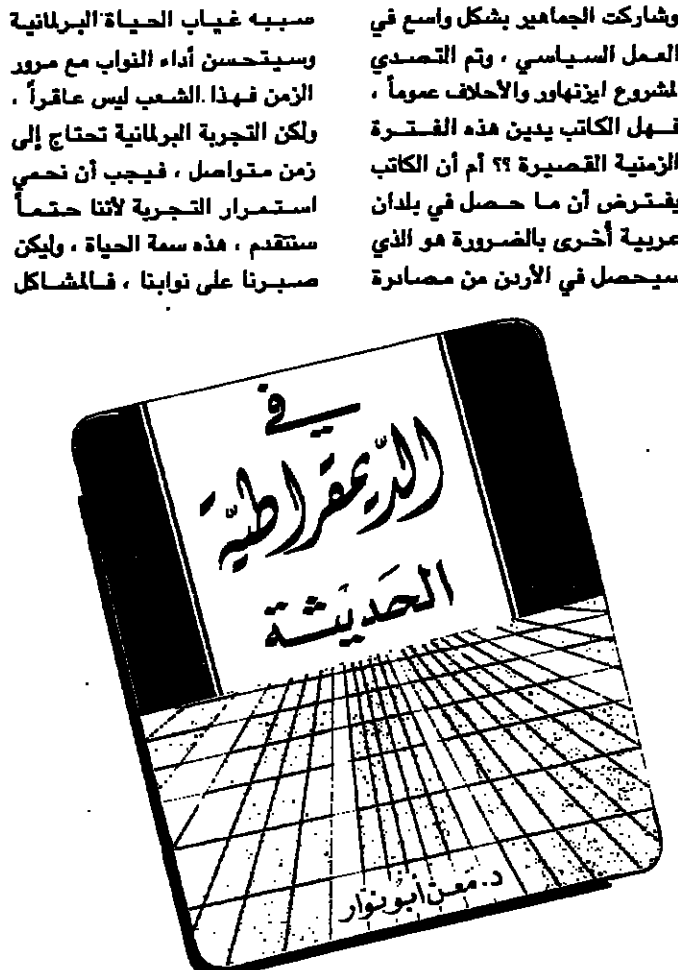 وشاركت الجماهير بشكل واسع في
العمل السياسي ، وتم التصدي
لمشروع ايزنهاور والأحلاف عموماً ،
فهل الكاتب يدين هذه الفترة
الزمنية القصيرة ؟؟ أم أن الكاتب
يفترض أن ما حصل في بلدان
عربية أخرى بالضرورة هو الذي
سيحصل في الأردن من مصادرة
سببه غياب الحياة البرلمانية
وسيتحسن أداء النواب مع مرور
الزمن فهذا الشعب ليس عاقراً ،
ولكن التجربة البرلمانية تحتاج إلى
زمن متواصل ، فيجب أن نحمي
استمرار التجربة لأننا حتماً
سنتقدم ، هذه سمة الحياة ، وليكن
صبرنا على نوابنا ، فالمشاكل
في
الديمقراطيّة
الحَديثَة
د. معن أبو نوار